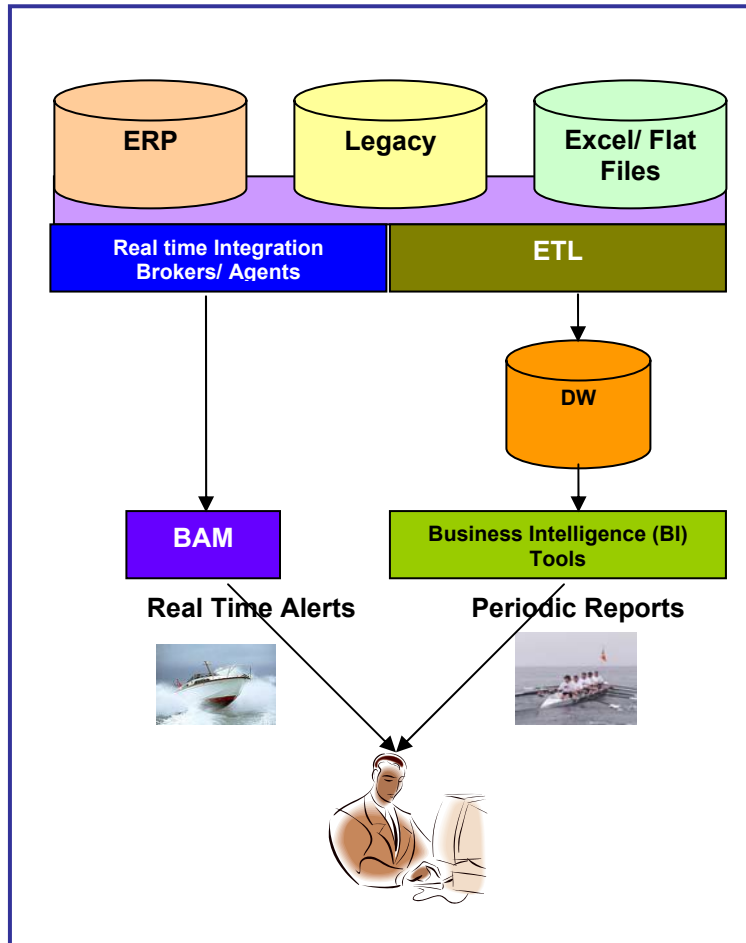 ERP
Legacy
Excel/ Flat
Files
Real time Integration
Brokers/ Agents
ETL
DW
BAM
Business Intelligence (BI)
Tools
Real Time Alerts
Periodic Reports